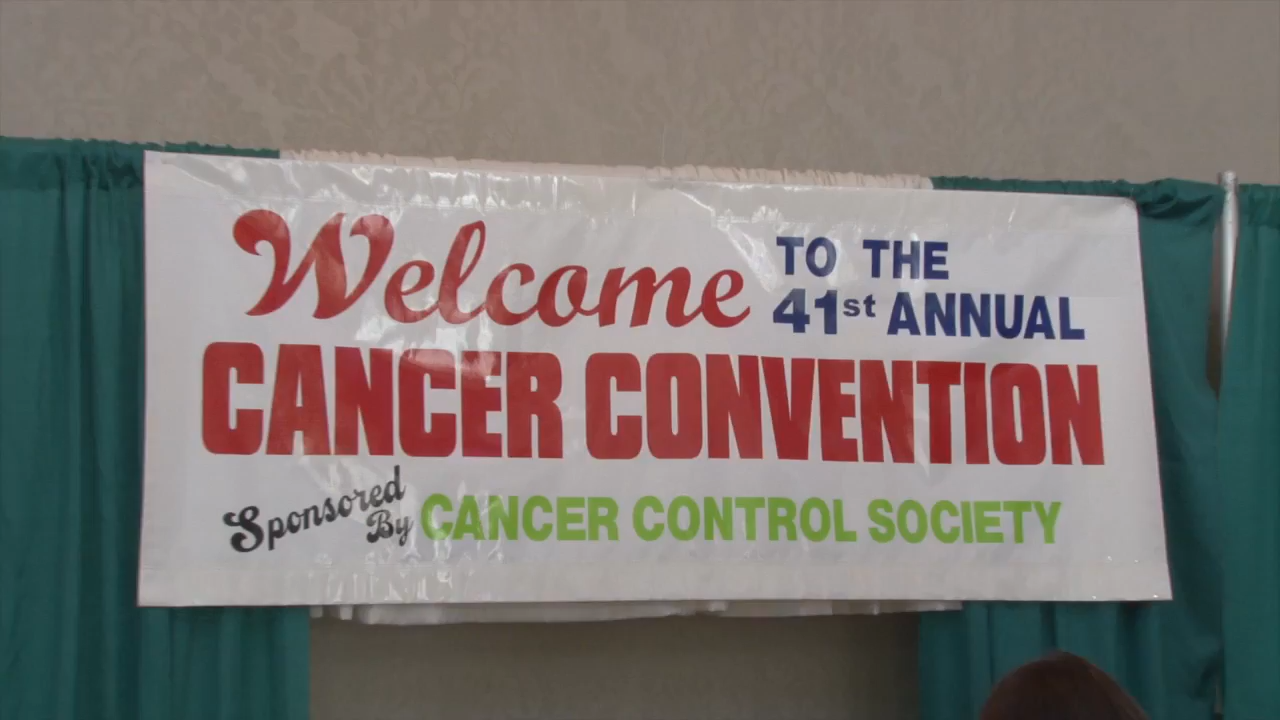 Welcome TO THE
41st ANNUAL
CANCER CONVENTION
Sponsored
By CANCER CONTROL SOCIETY